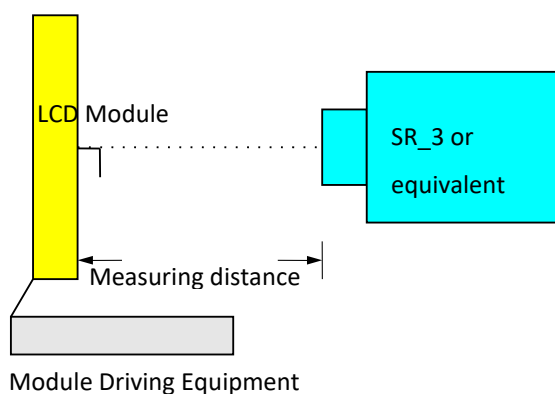 LCD Module
SR_3 or
equivalent
Measuring distance
Module Driving Equipment